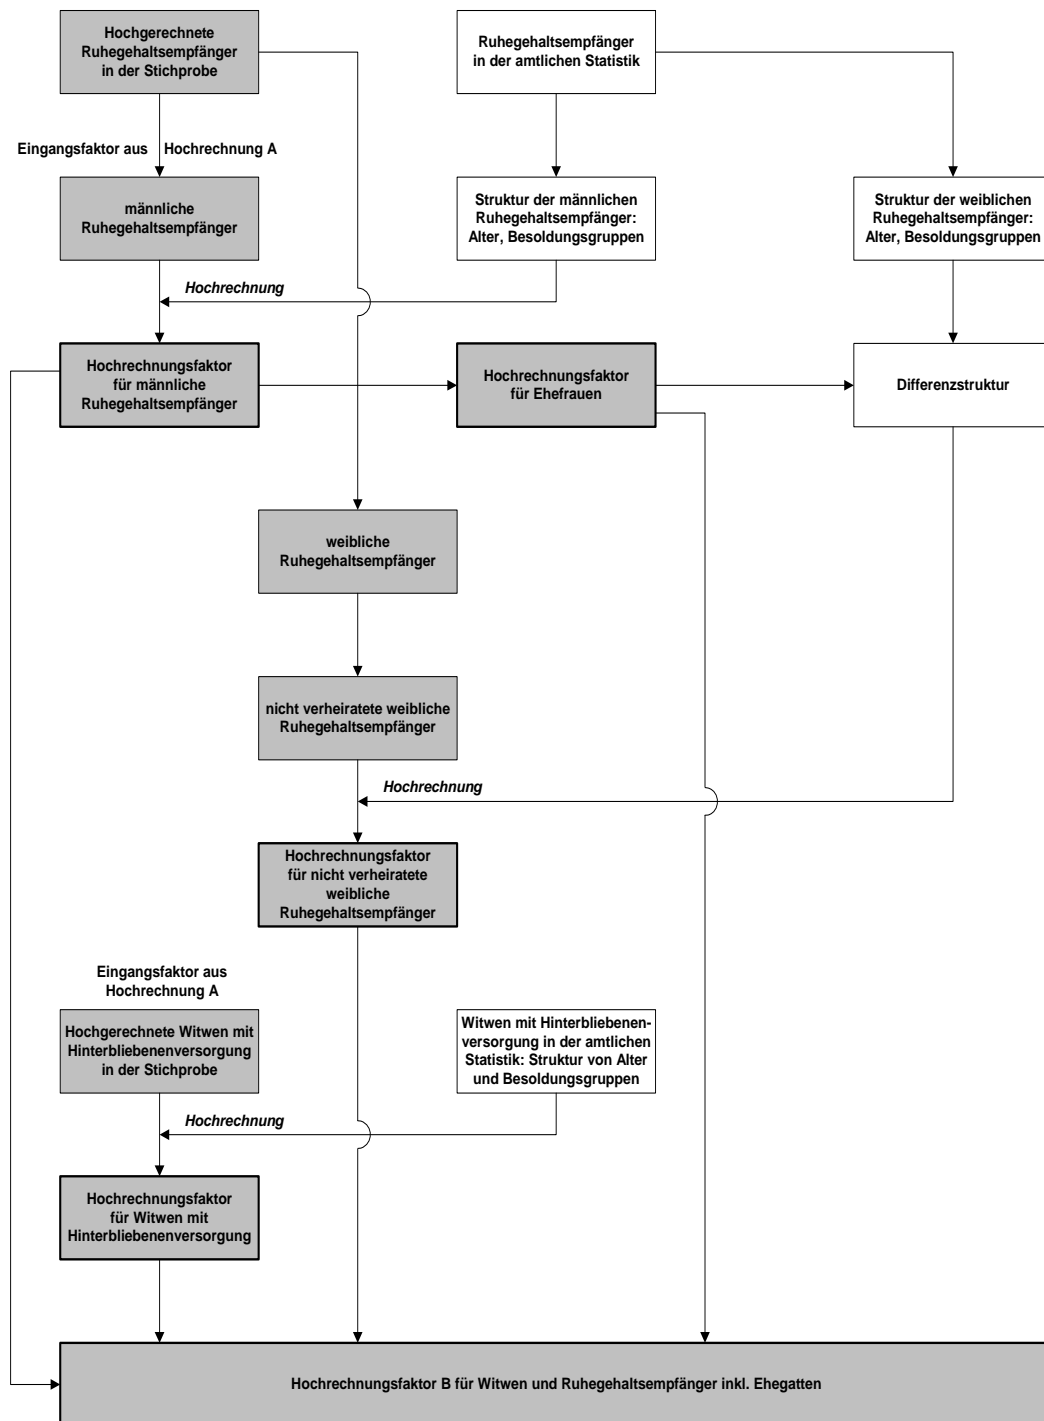 Hochgerechnete
Ruhegehaltsempfänger
in der Stichprobe
Ruhegehaltsempfänger
in der amtlichen Statistik
Eingangsfaktor aus Hochrechnung A
männliche
Ruhegehaltsempfänger
Struktur der männlichen
Ruhegehaltsempfänger:
Alter, Besoldungsgruppen
Struktur der weiblichen
Ruhegehaltsempfänger:
Alter, Besoldungsgruppen
Hochrechnung
Hochrechnungsfaktor
für männliche
Ruhegehaltsempfänger
Hochrechnungsfaktor
für Ehefrauen
Differenzstruktur
weibliche
Ruhegehaltsempfänger
nicht verheiratete weibliche
Ruhegehaltsempfänger
Hochrechnung
Hochrechnungsfaktor
für nicht verheiratete
weibliche
Ruhegehaltsempfänger
Eingangsfaktor aus
Hochrechnung A
Hochgerechnete Witwen mit
Hinterbliebenenversorgung
in der Stichprobe
Witwen mit Hinterbliebenen-
versorgung in der amtlichen
Statistik: Struktur von Alter
und Besoldungsgruppen
Hochrechnung
Hochrechnungsfaktor
für Witwen mit
Hinterbliebenenversorgung
Hochrechnungsfaktor B für Witwen und Ruhegehaltsempfänger inkl. Ehegatten